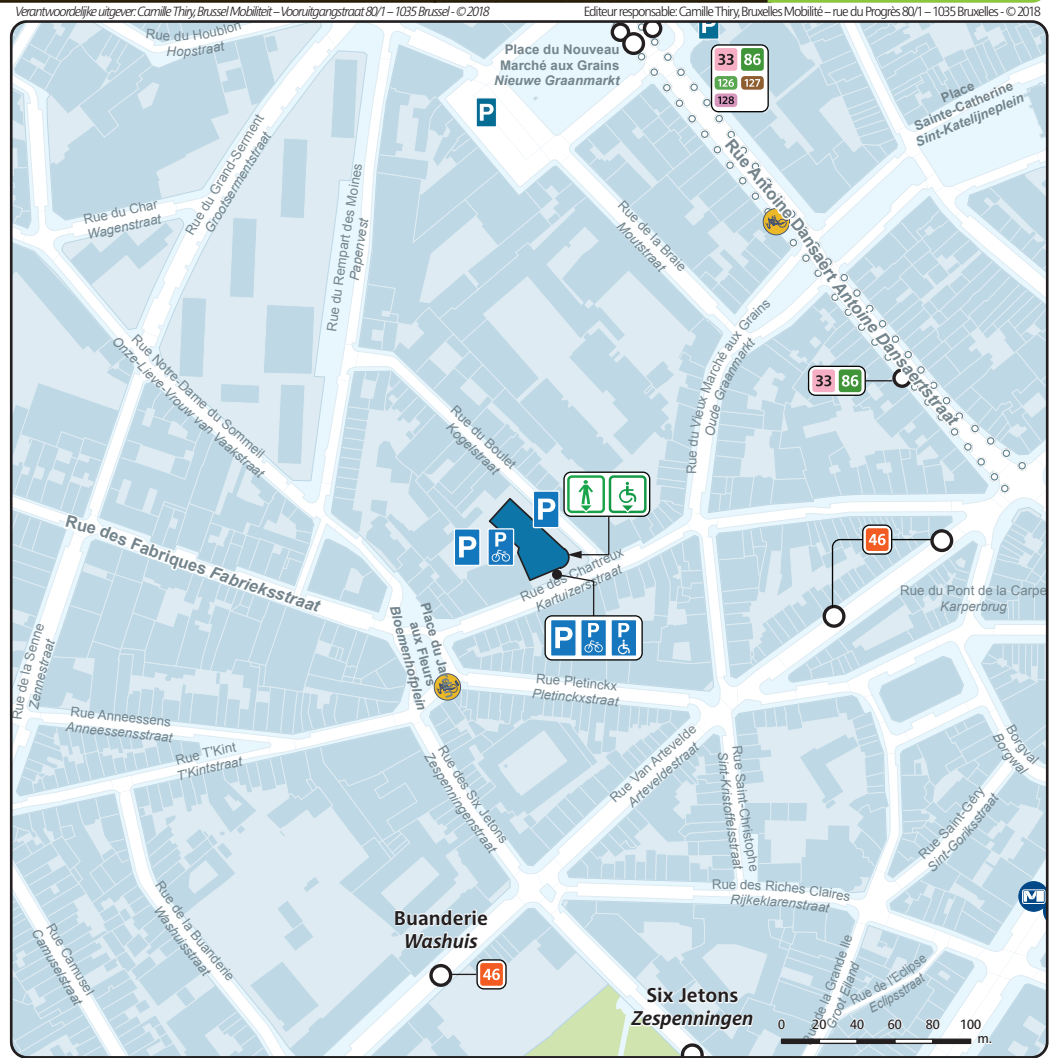 Verantwoordelijke uitgever: Camille Thiry, Brussel Mobiliteit – Vooruitgangstraat 80/1 – 1035 Brussel - © 2018
Editeur responsable: Camille Thiry, Bruxelles Mobilité – rue du Progrès 80/1 – 1035 Bruxelles - © 2018
Rue du Houblon
Hopstraat
Place du Nouveau
Marché aux Grains
Nieuwe Graanmarkt
P
33 86
126 127
128
P
Place
Sainte-Catherine
Sint-Katelijneplein
Rue du Grand-Serment
Grootsermentstraat
Rue du Char
Wagenstraat
Rue du Rempart des Moines
Papenvest
Rue de la Braie
Moutstraat
Rue Antoine Dansaert Antoine Dansaertstraat
Rue du Vieux Marché aux Grains
Oude Graanmarkt
33 86
Rue Notre-Dame du Sommeil
Onze-Lieve-Vrouw van Vaakstraat
Rue du Boulet
Kogelstraat
P
P
P
Rue des Fabriques Fabrieksstraat
46
Rue des Chartreux
Kartuizersstraat
Rue du Pont de la Carpe
Karperbrug
P P P
Place du Ja
aux Fleurs
Bloemenhofplein
Rue de la Senne
Zennestraat
Rue Pletinckx
Pletinckxstraat
Rue Anneessens
Anneessensstraat
Rue T'Kint
T'Kintstraat
Rue des Six Jetons
Zespenningenstraat
Rue Van Artevelde
Arteveldestraat
Rue Saint-Christophe
Sint-Kristoffelsstraat
Borgval
Borgwal
Rue Saint-Géry
Sint-Goriksstraat
Rue des Riches Claires
Rijkeklarenstraat
M
Buanderie
Washuis
46
Rue de la Buanderie
Washuisstraat
Rue Camusel
Camuselstraat
Rue de la Grande Ile
Groot Eiland
Rue de l'Eclipse
Eclipsstraat
Six Jetons
Zespenningen
0 20 40 60 80 100
m.